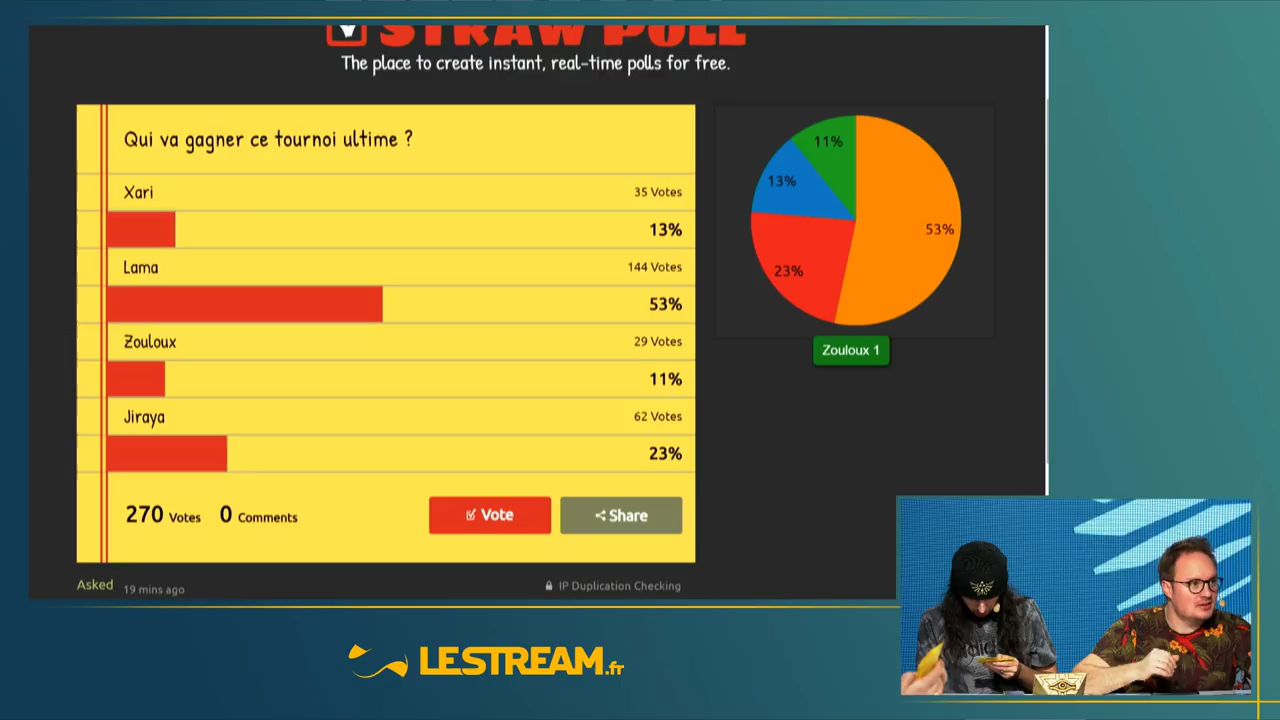 STRAW POLL
The place to create instant, real-time polls for free.
Qui va gagner ce tournoi ultime ?
Xari
35 Votes
13%
Lama
144 Votes
53%
Zouloux
29 Votes
11%
Jiraya
62 Votes
23%
270 Votes 0 Comments
Vote
Share
Asked 19 mins ago
IP Duplication Checking
11%
13%
53%
23%
Zouloux 1
LESTREAM.fr